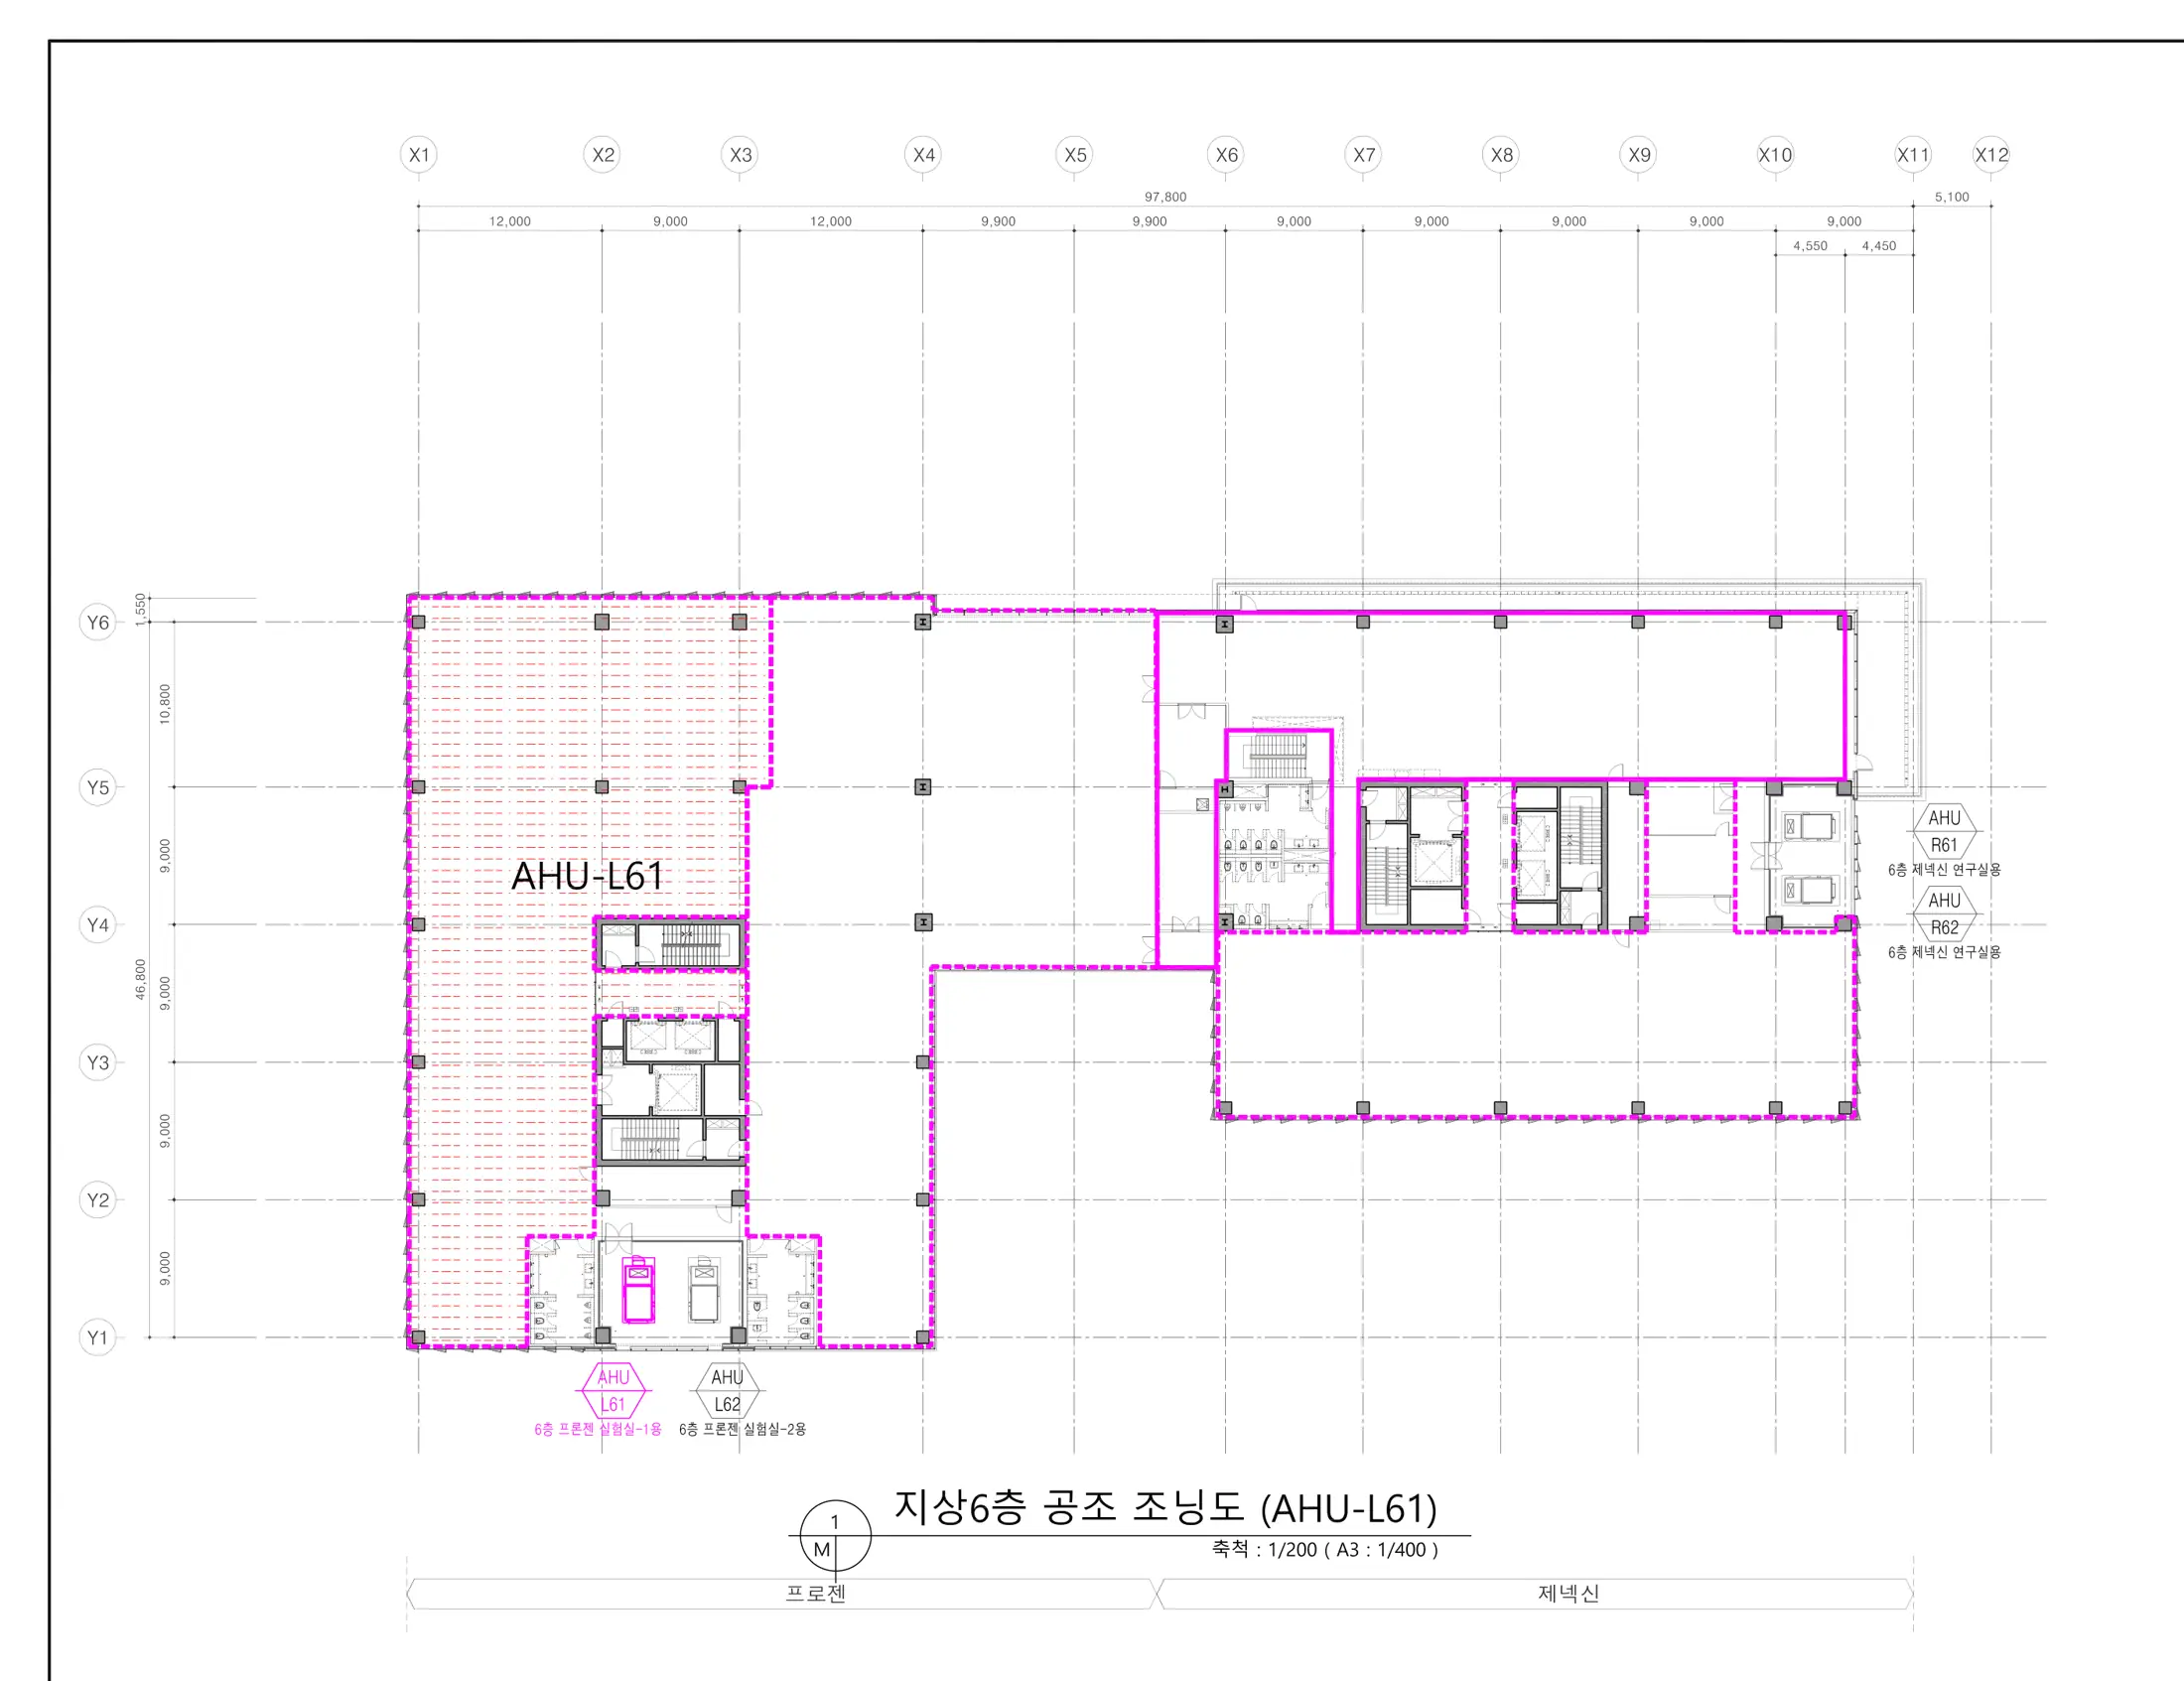 X1 X2 X3 X4 X5 X6 X7 X8 X9 X10 X11 X12
97,800 5,100
12,000 9,000 12,000 9,900 9,900 9,000 9,000 9,000 9,000 9,000
4,550 4,450
Y6
1,550
10,800
Y5
9,000
AHU-L61
Y4
46,800
9,000
Y3
9,000
Y2
9,000
Y1
AHU
R61
6층 제넥신 연구실용
AHU
R62
6층 제넥신 연구실용
AHU
L61
6층 프론젠 실험실-1용
AHU
L62
6층 프론젠 실험실-2용
1
M
지상6층 공조 조닝도 (AHU-L61)
축척 : 1/200 ( A3 : 1/400 )
프로젠 제넥신